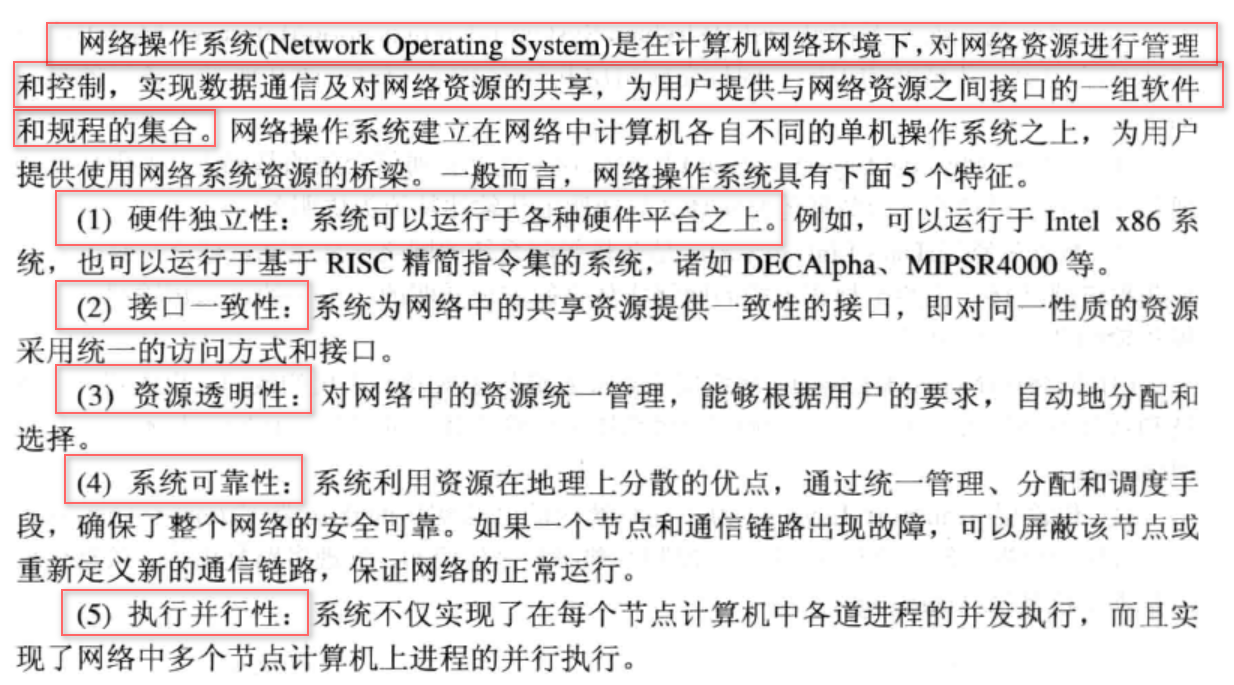 网络操作系统(Network Operating System)是在计算机网络环境下,对网络资源进行管理
和控制，实现数据通信及对网络资源的共享，为用户提供与网络资源之间接口的一组软件
和规程的集合。网络操作系统建立在网络中计算机各自不同的单机操作系统之上，为用户
提供使用网络系统资源的桥梁。一般而言，网络操作系统具有下面 5 个特征。
(1) 硬件独立性：系统可以运行于各种硬件平台之上。例如，可以运行于 Intel x86 系
统，也可以运行于基于 RISC 精简指令集的系统，诸如 DECAlpha、MIPSR4000 等。
(2) 接口一致性：系统为网络中的共享资源提供一致性的接口，即对同一性质的资源
采用统一的访问方式和接口。
(3) 资源透明性：对网络中的资源统一管理，能够根据用户的要求，自动地分配和
选择。
(4) 系统可靠性：系统利用资源在地理上分散的优点，通过统一管理、分配和调度手
段，确保了整个网络的安全可靠。如果一个节点和通信链路出现故障，可以屏蔽该节点或
重新定义新的通信链路，保证网络的正常运行。
(5) 执行并行性：系统不仅实现了在每个节点计算机中各道进程的并发执行，而且实
现了网络中多个节点计算机上进程的并行执行。